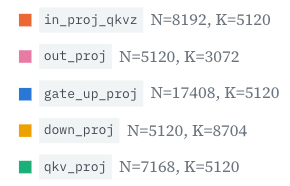 in_proj_qkvz N=8192, K=5120
out_proj N=5120, K=3072
gate_up_proj N=17408, K=5120
down_proj N=5120, K=8704
qkv_proj N=7168, K=5120